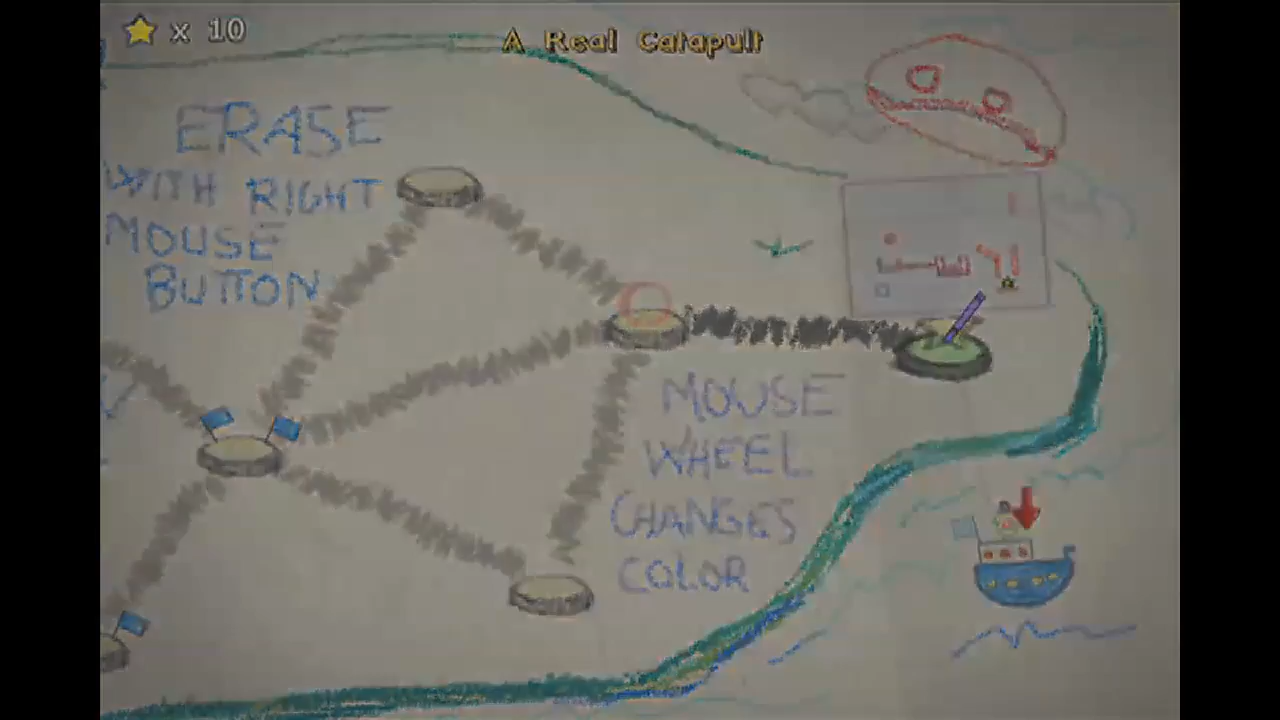 x 10
A Real Catapult
ERASE
WITH RIGHT
MOUSE
BUTTON
MOUSE
WHEEL
CHANGES
COLOR